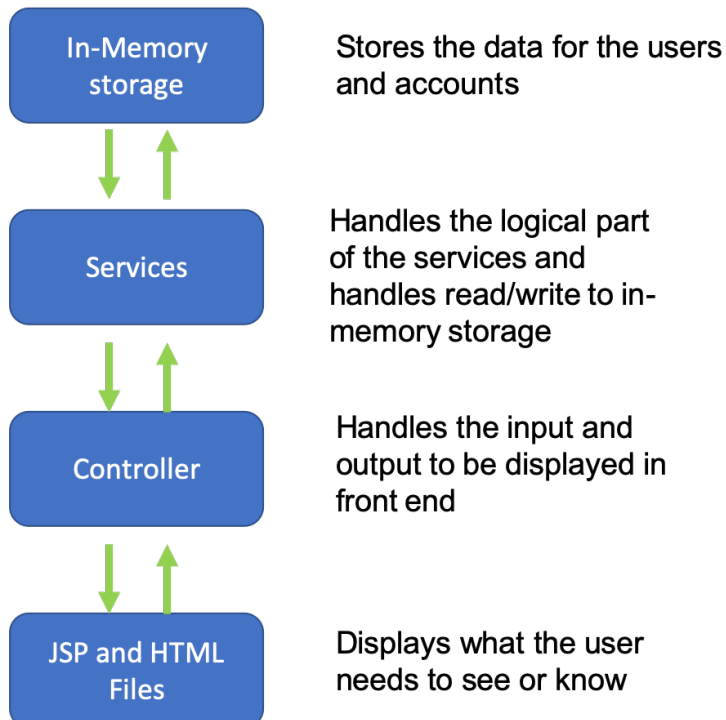 In-Memory
storage
Stores the data for the users
and accounts
Services
Handles the logical part
of the services and
handles read/write to in-
memory storage
Controller
Handles the input and
output to be displayed in
front end
JSP and HTML
Files
Displays what the user
needs to see or know